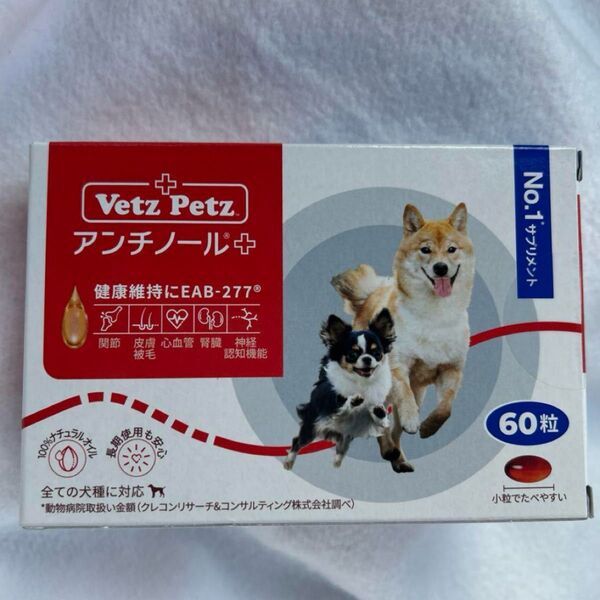 Vetz Petz
アンチノール®+
健康維持にEAB-277®
関節
皮膚
被毛
心血管
腎臓
神経
認知機能
No.1*サプリメント
100%ナチュラルオイル
長期使用も安心
60粒
小粒でたべやすい
全ての犬種に対応
*動物病院取扱い金額(クレコンリサーチ&コンサルティング株式会社調べ)